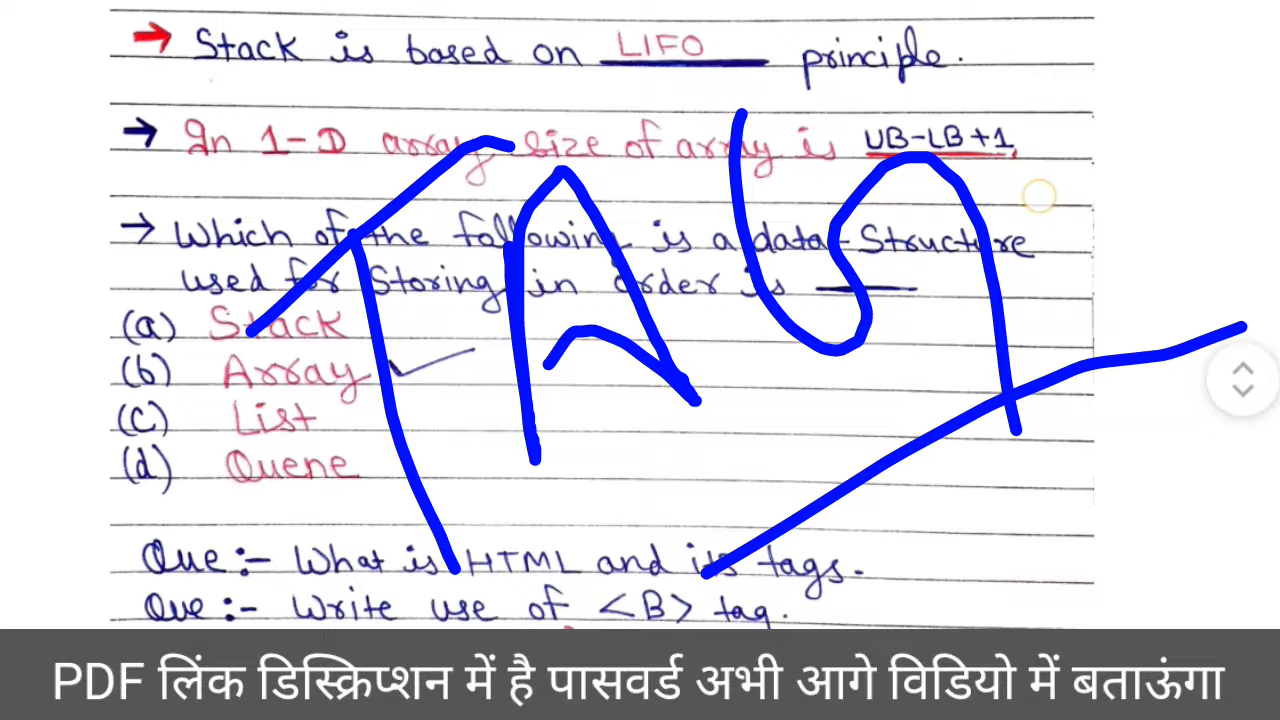 → Stack is based on LIFO principle.
→ In 1-D array size of array is UB-LB+1.
→ Which of the following is a data-Structure
used for Storing in order is ____
(a) Stack
(b) Array ✓
(c) List
(d) Quene
Que:- What is HTML and its tags.
Que:- Write use of <B> tag.
PDF लिंक डिस्क्रिप्शन में है पासवर्ड अभी आगे विडियो में बताऊंगा